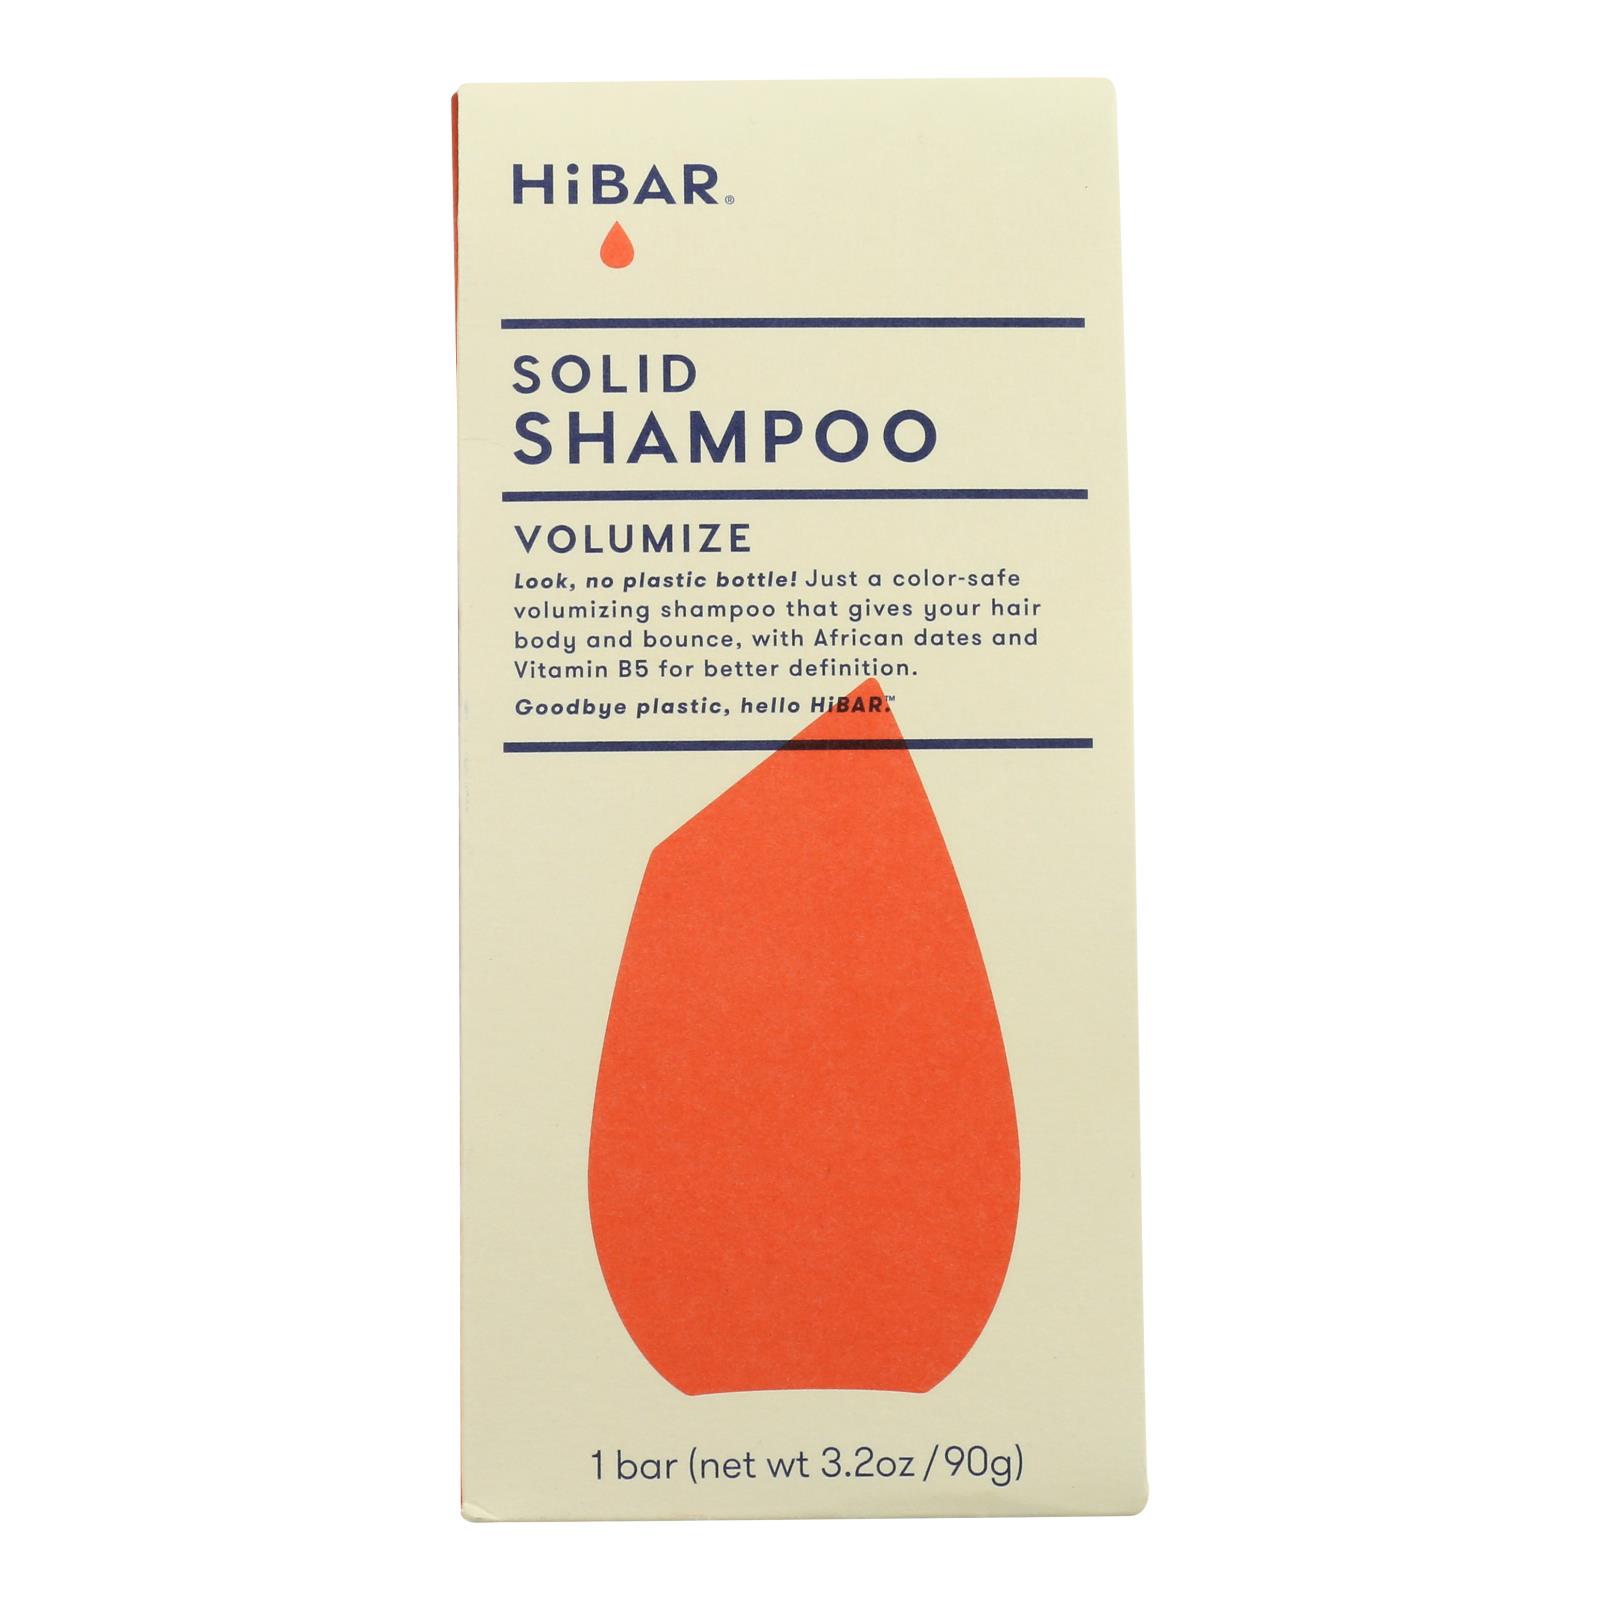 HiBAR®
SOLID
SHAMPOO
VOLUMIZE
Look, no plastic bottle! Just a color-safe
volumizing shampoo that gives your hair
body and bounce, with African dates and
Vitamin B5 for better definition.
Goodbye plastic, hello HiBAR.™
1 bar (net wt 3.2oz/90g)